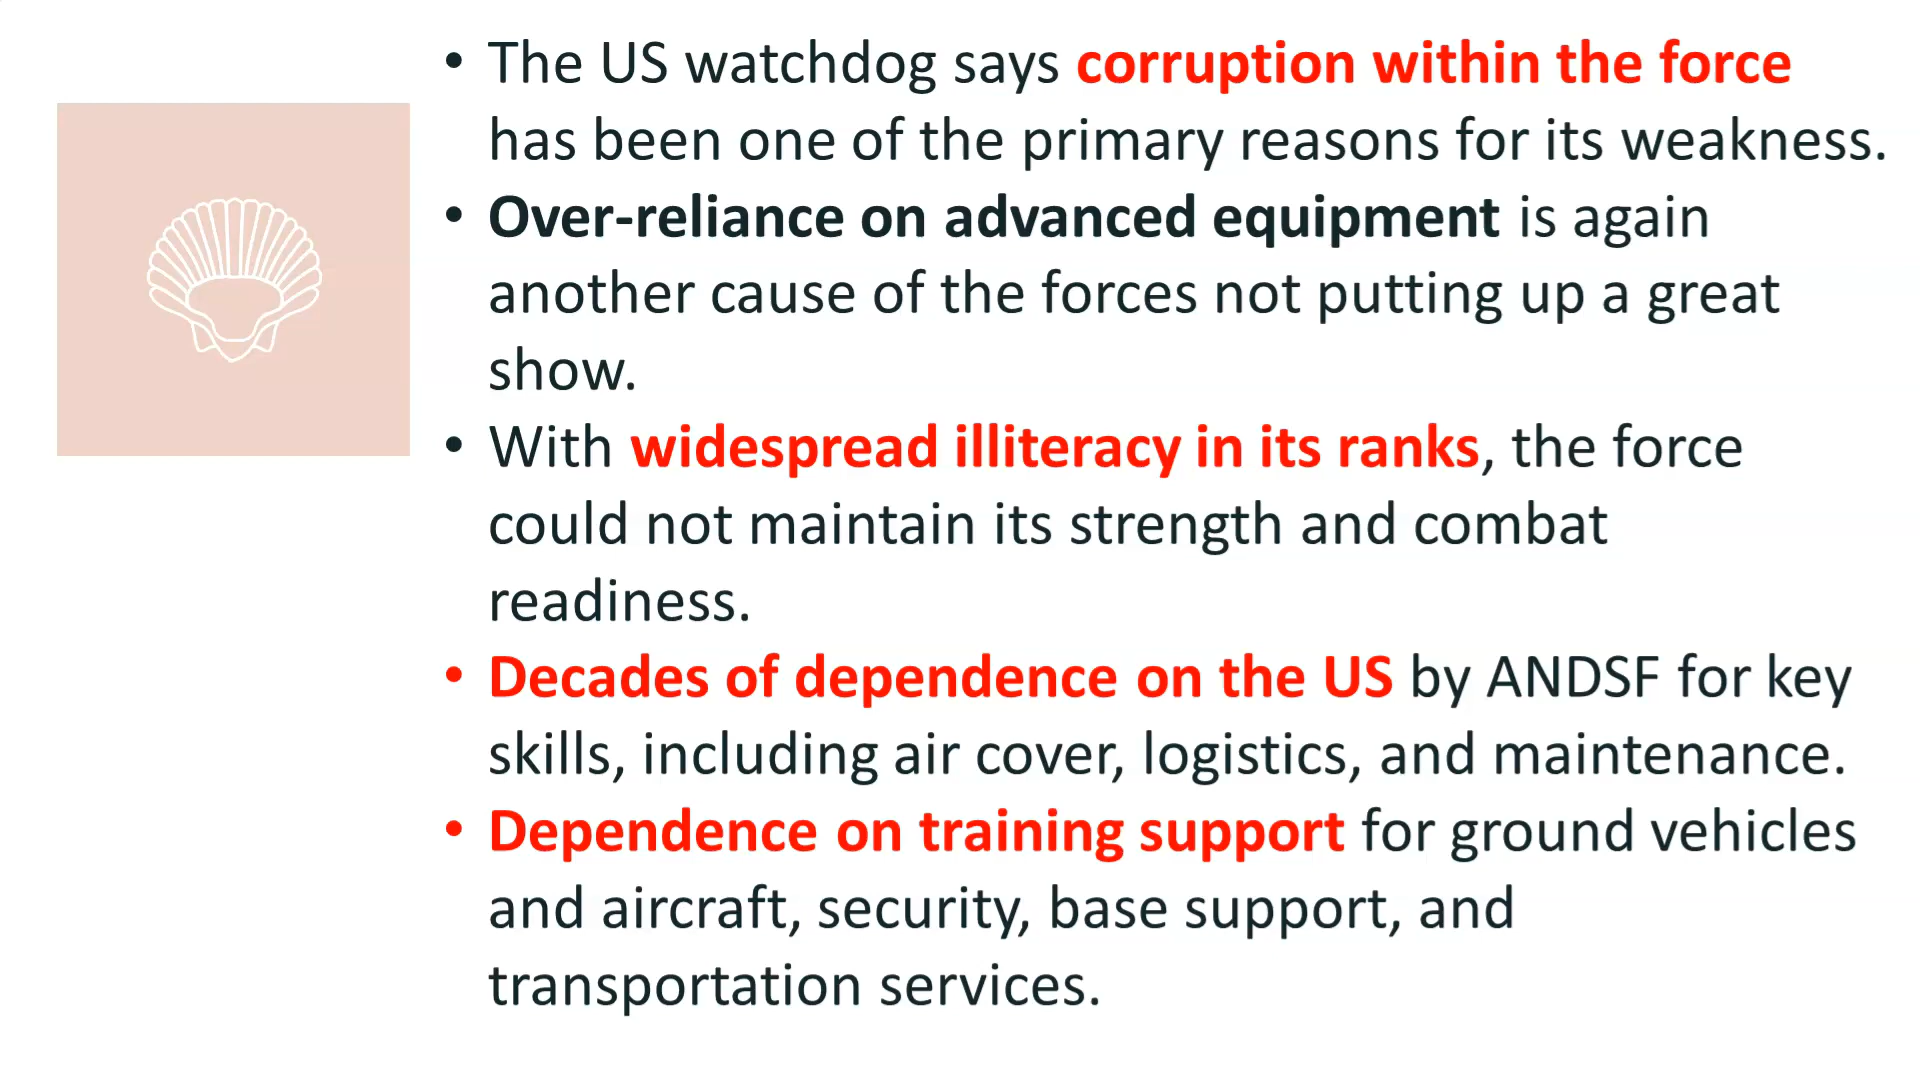 • The US watchdog says corruption within the force
has been one of the primary reasons for its weakness.
• Over-reliance on advanced equipment is again
another cause of the forces not putting up a great
show.
• With widespread illiteracy in its ranks, the force
could not maintain its strength and combat
readiness.
• Decades of dependence on the US by ANDSF for key
skills, including air cover, logistics, and maintenance.
• Dependence on training support for ground vehicles
and aircraft, security, base support, and
transportation services.